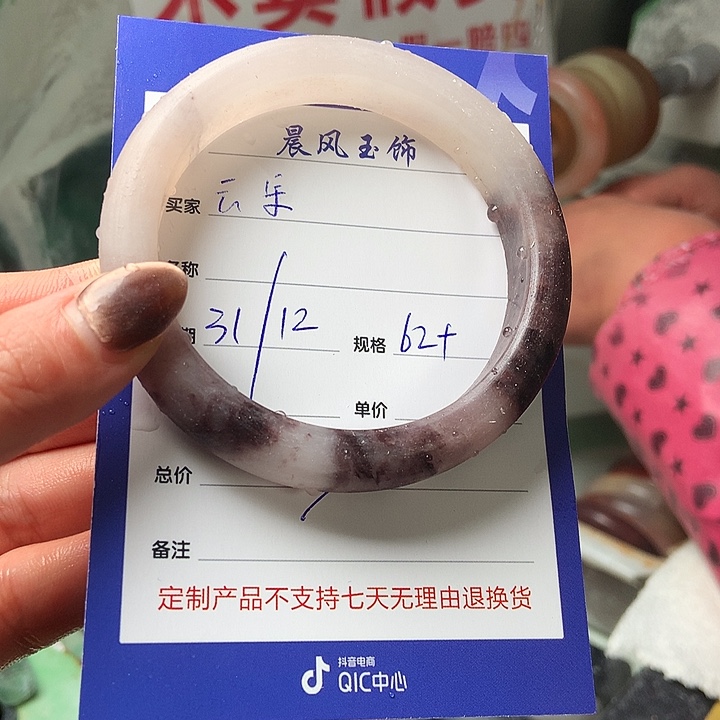 晨风玉饰
买家 云朵
名称
期 31/12 规格 62+
单价
总价
备注
定制产品不支持七天无理由退换货
抖音电商
QIC中心